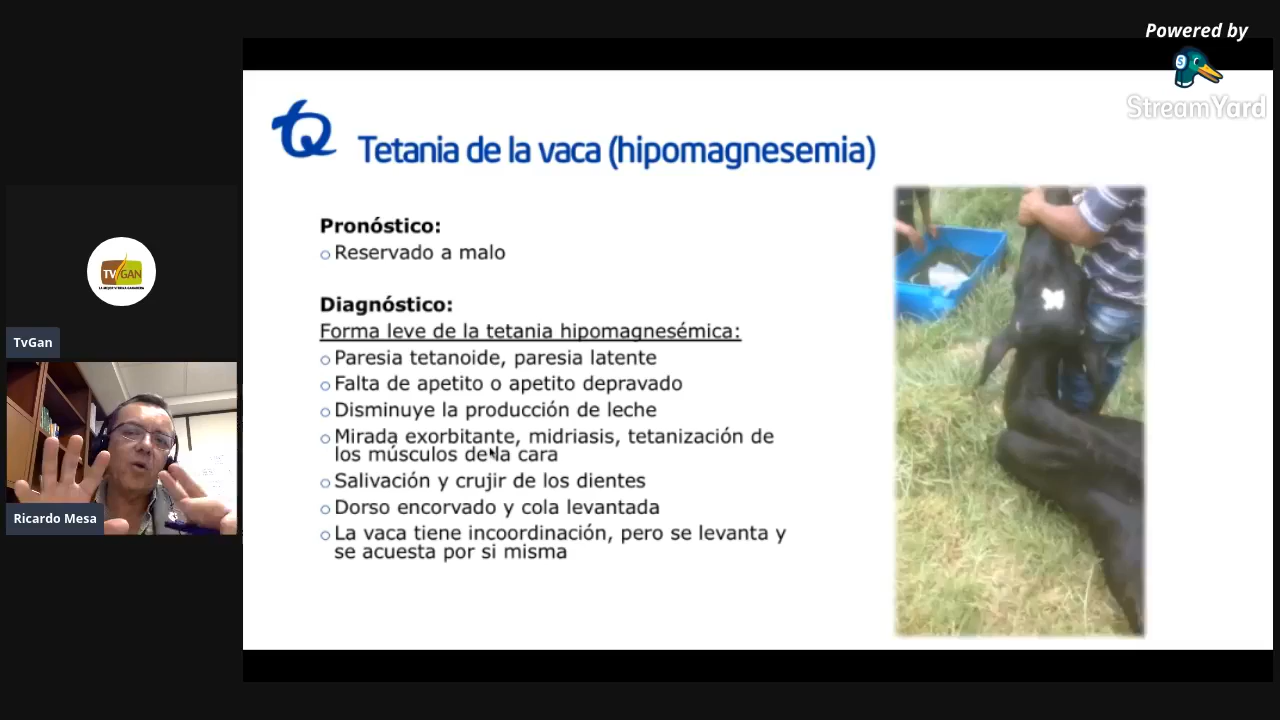 Powered by
StreamYard
TQ
Tetania de la vaca (hipomagnesemia)
Pronóstico:
Reservado a malo
Diagnóstico:
Forma leve de la tetania hipomagnesémica:
Paresia tetanoide, paresia latente
Falta de apetito o apetito depravado
Disminuye la producción de leche
Mirada exorbitante, midriasis, tetanización de
los músculos de la cara
Salivación y crujir de los dientes
Dorso encorvado y cola levantada
La vaca tiene incoordinación, pero se levanta y
se acuesta por si misma
TV GAN
TvGan
Ricardo Mesa